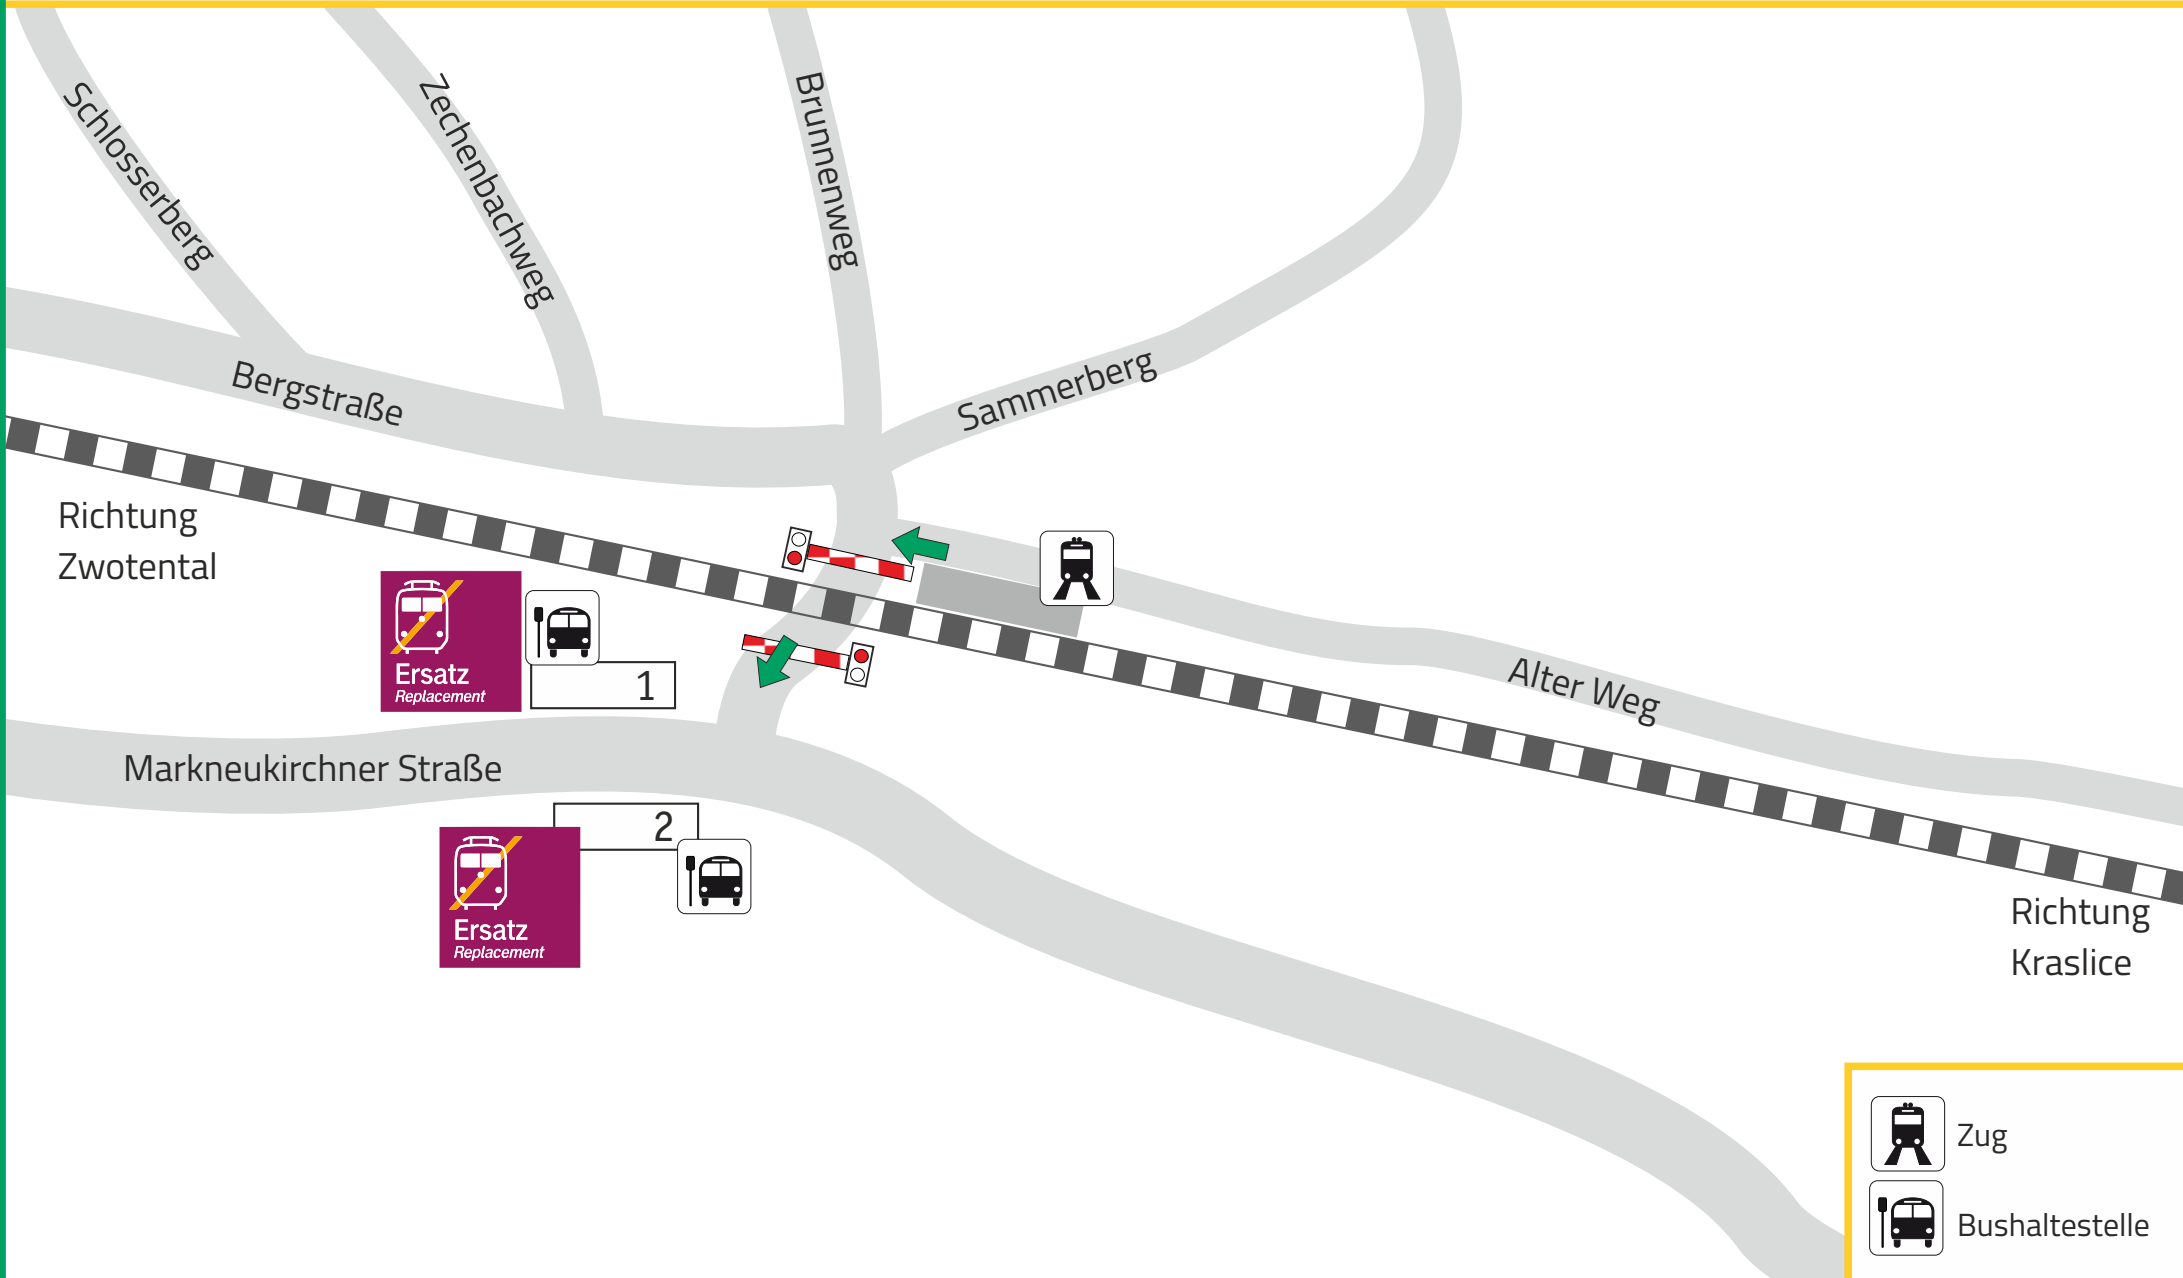 Schlosserberg
Zechenbachweg
Brunnenweg
Sammerberg
Bergstraße
Richtung
Zwotental
Ersatz
Replacement
1
Alter Weg
Markneukirchner Straße
2
Ersatz
Replacement
Richtung
Kraslice
Zug
Bushaltestelle